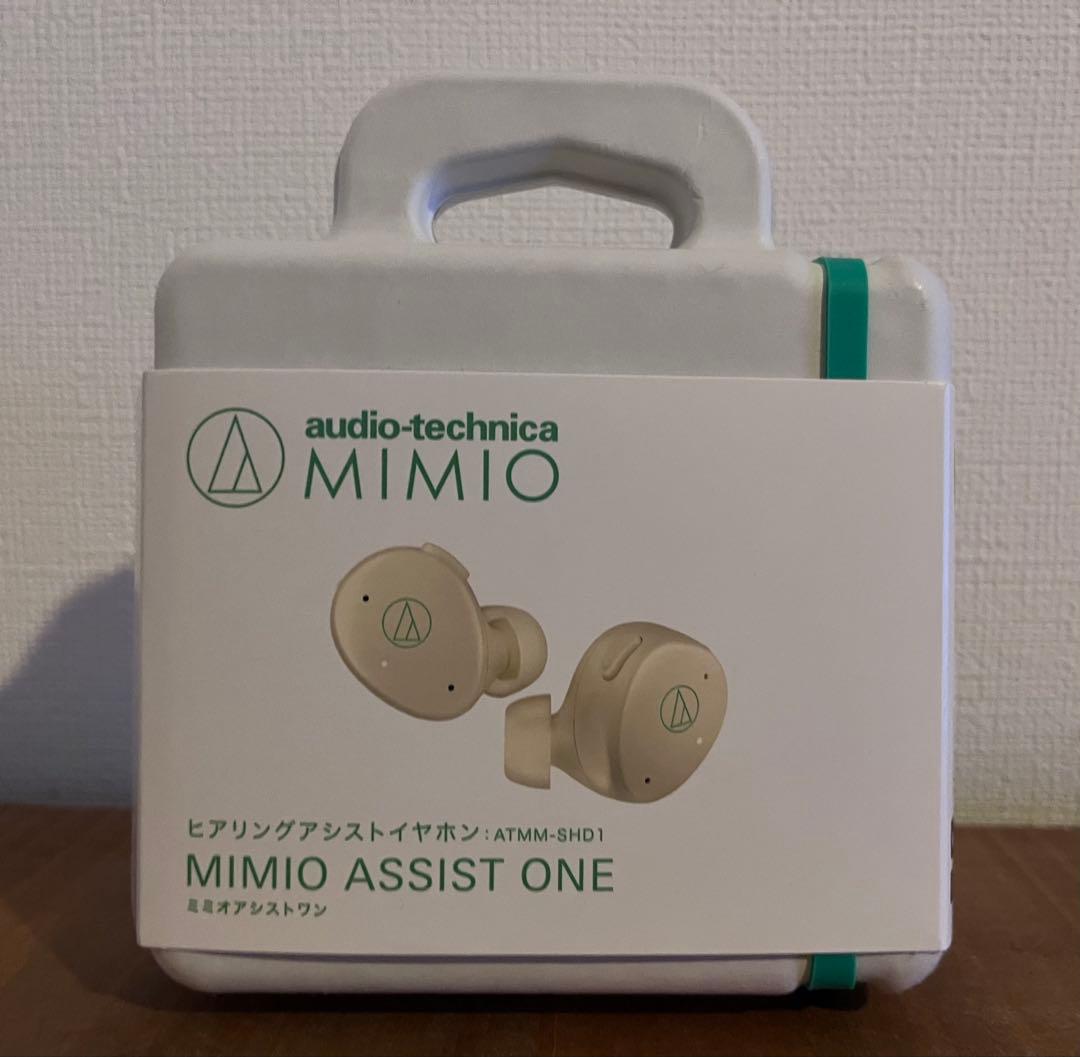 audio-technica
MIMIO
ヒアリングアシストイヤホン:ATMM-SHD1
MIMIO ASSIST ONE
ミミオアシストワン